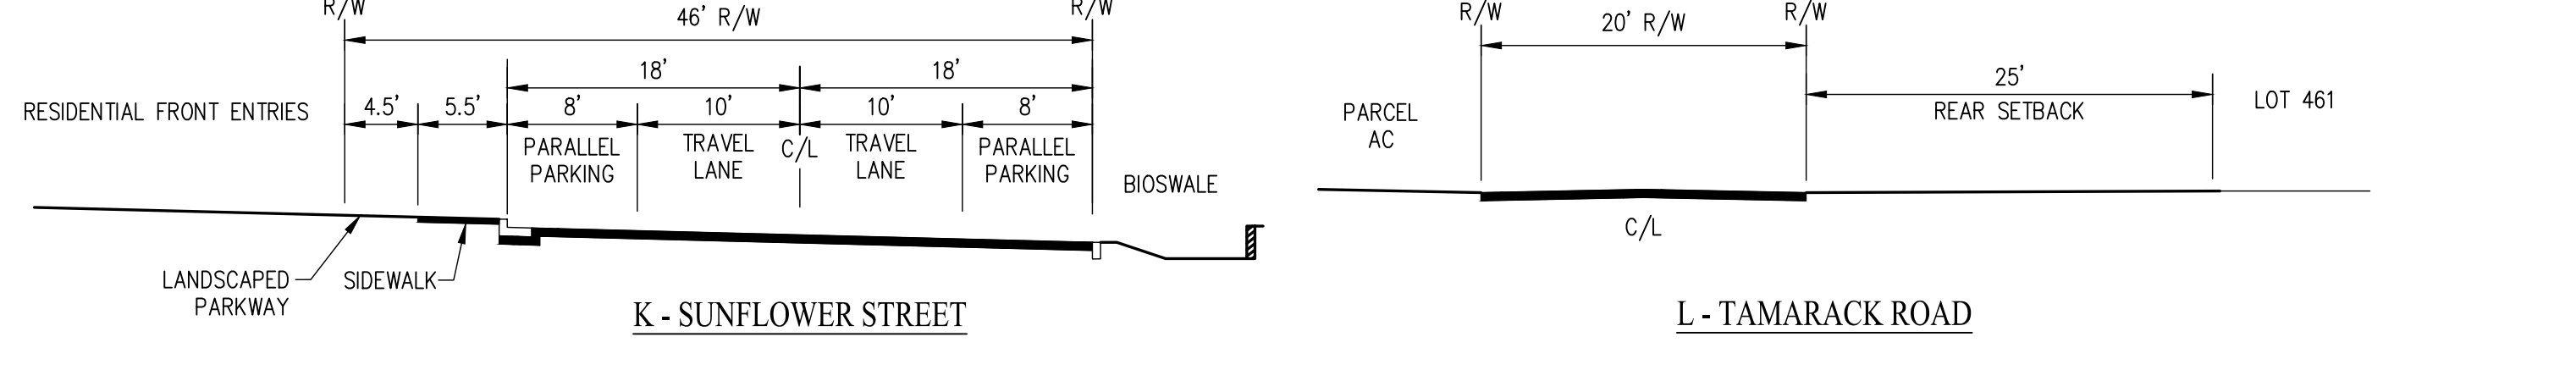 R/W 46' R/W R/W
18' 18'
RESIDENTIAL FRONT ENTRIES 4.5' 5.5' 8' 10' 10' 8'
PARALLEL PARKING
TRAVEL LANE
C/L
TRAVEL LANE
PARALLEL PARKING
BIOSWALE
LANDSCAPED PARKWAY
SIDEWALK
K - SUNFLOWER STREET
R/W 20' R/W R/W
25'
PARCEL
AC
REAR SETBACK
LOT 461
C/L
L - TAMARACK ROAD